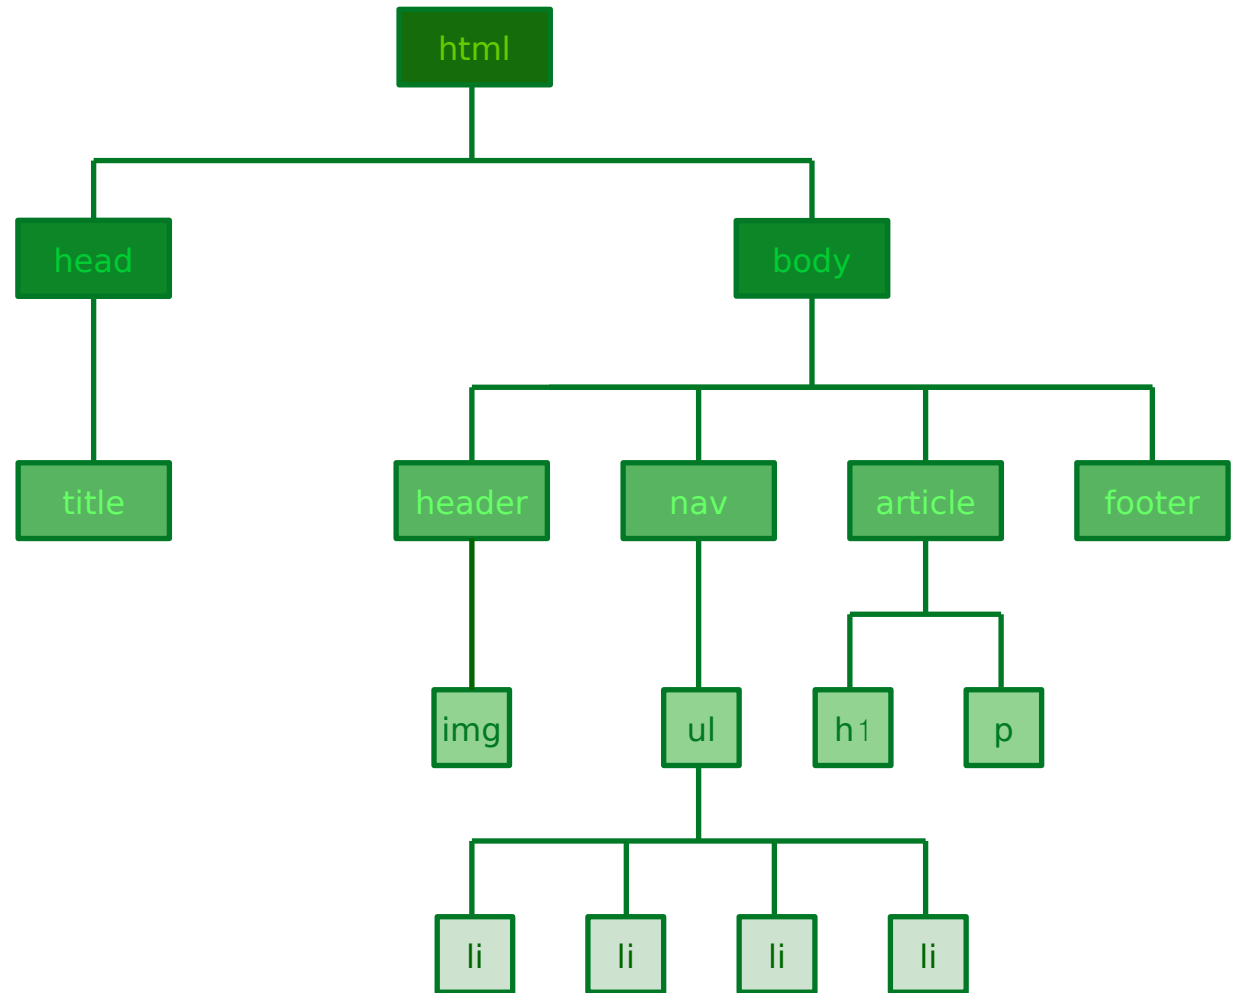 html
head
body
title
header
nav
article
footer
img
ul
h1
p
li
li
li
li